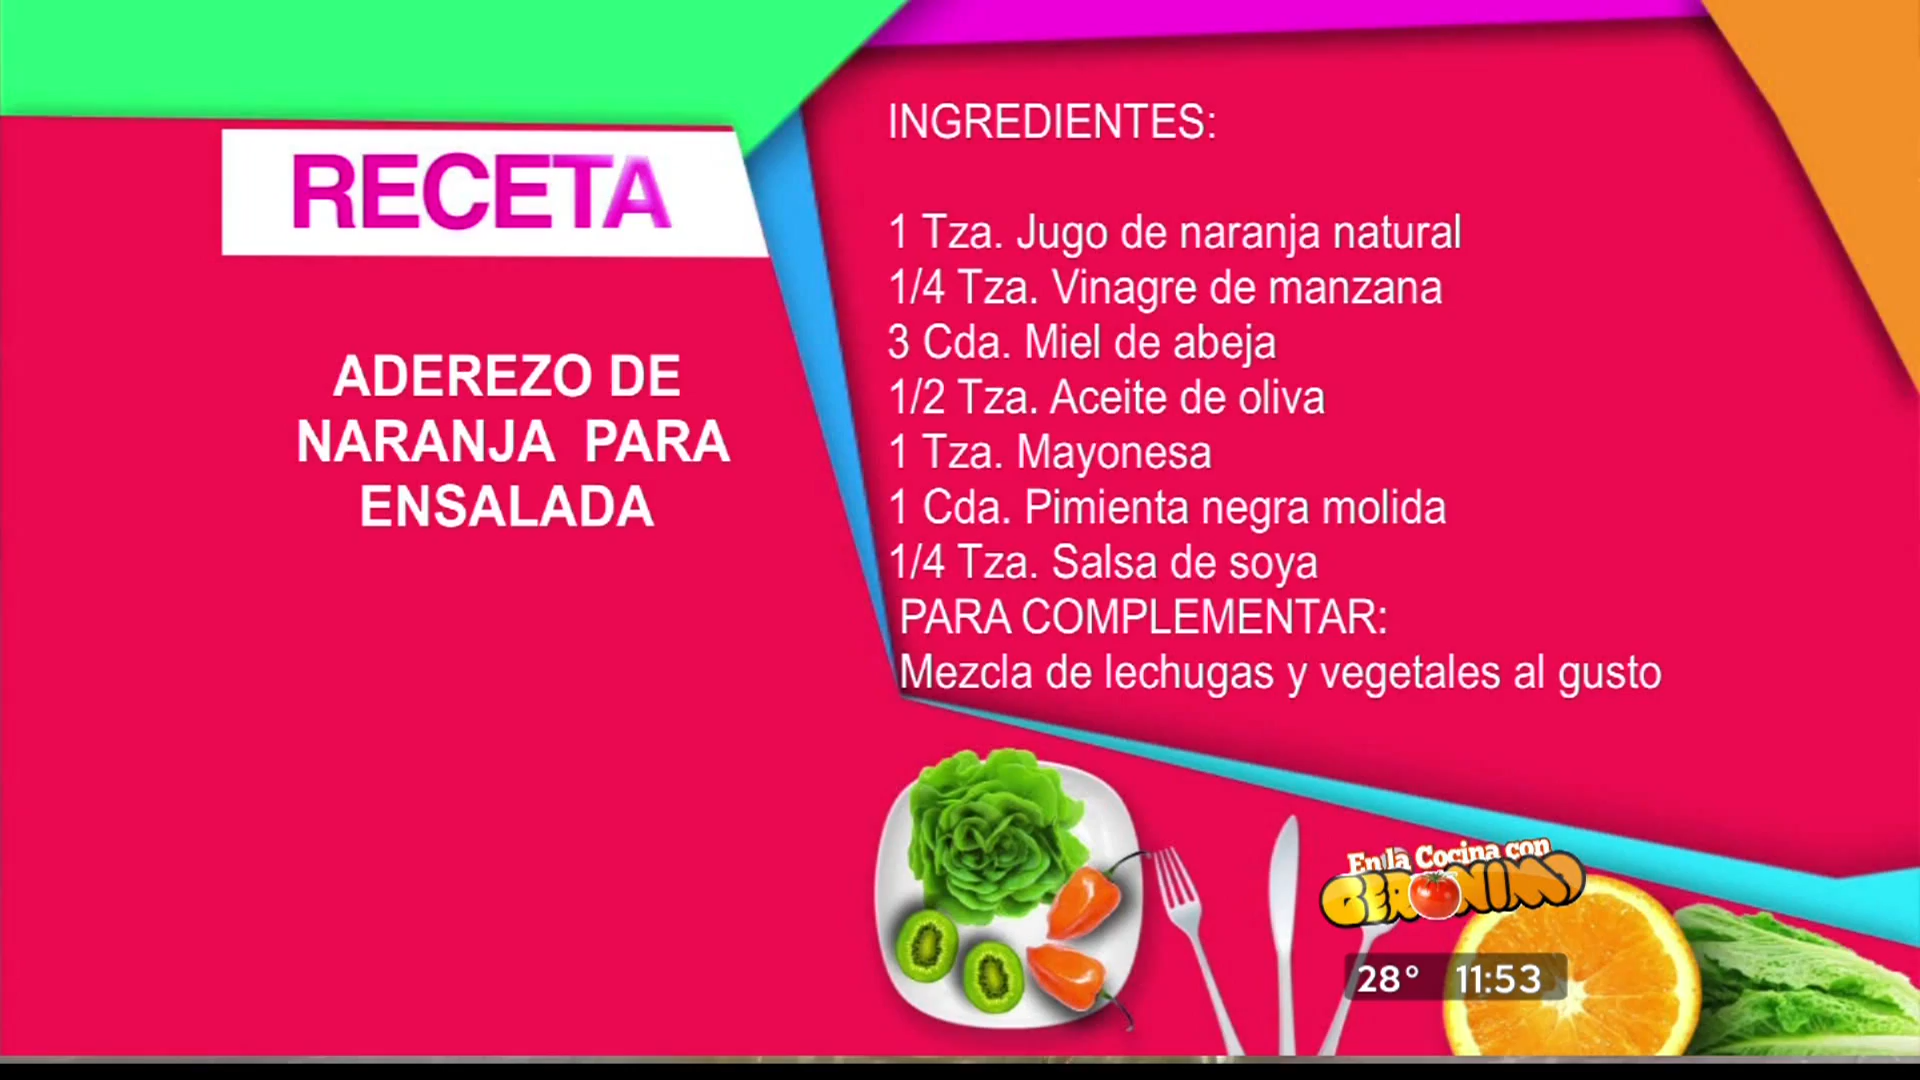 RECETA
ADEREZO DE
NARANJA PARA
ENSALADA
INGREDIENTES:
1 Tza. Jugo de naranja natural
1/4 Tza. Vinagre de manzana
3 Cda. Miel de abeja
1/2 Tza. Aceite de oliva
1 Tza. Mayonesa
1 Cda. Pimienta negra molida
1/4 Tza. Salsa de soya
PARA COMPLEMENTAR:
Mezcla de lechugas y vegetales al gusto
En la Cocina con
GERONIMO
28° 11:53